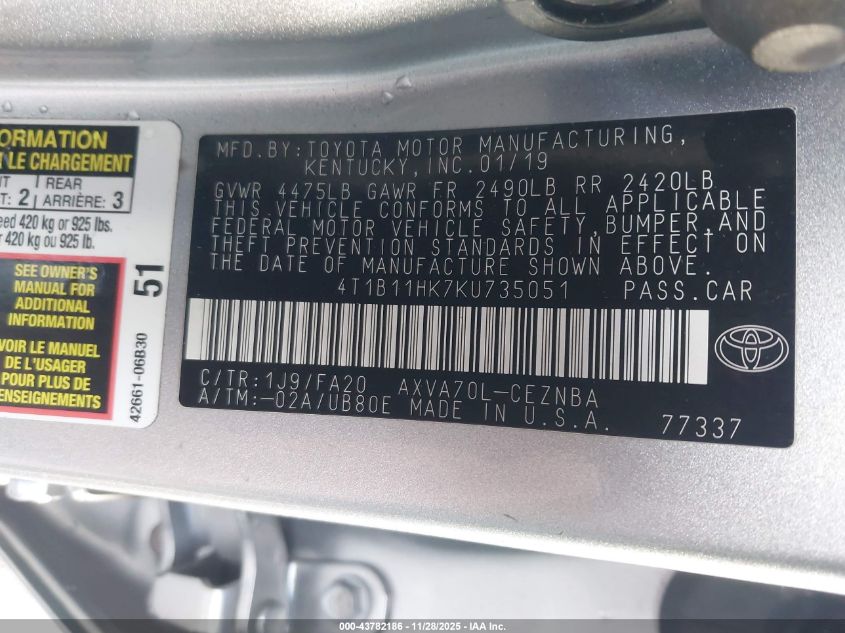 ORMATION
LE CHARGEMENT
2 REAR
ARRIÈRE: 3
420 kg or 925 lbs.
420 kg ou 925 lb.
SEE OWNER'S
MANUAL FOR
ADDITIONAL
INFORMATION
VOIR LE MANUEL
DE L'USAGER
POUR PLUS DE
RENSEIGNEMENTS
51
42661-06B30
MFD.BY:TOYOTA MOTOR MANUFACTURING,
KENTUCKY,INC.01/19
GVWR 4475LB GAWR FR 2490LB RR 2420LB
THIS VEHICLE CONFORMS TO ALL APPLICABLE
FEDERAL MOTOR VEHICLE SAFETY,BUMPER,AND
THEFT PREVENTION STANDARDS IN EFFECT ON
THE DATE OF MANUFACTURE SHOWN ABOVE.
4T1B11HK7KU735051 PASS.CAR
C/TR:1J9/FA20 AXVA70L-CEZNBA
A/TM:-02A/UB80E MADE IN U.S.A. 77337
000-43782186 - 11/28/2025 - IAA Inc.